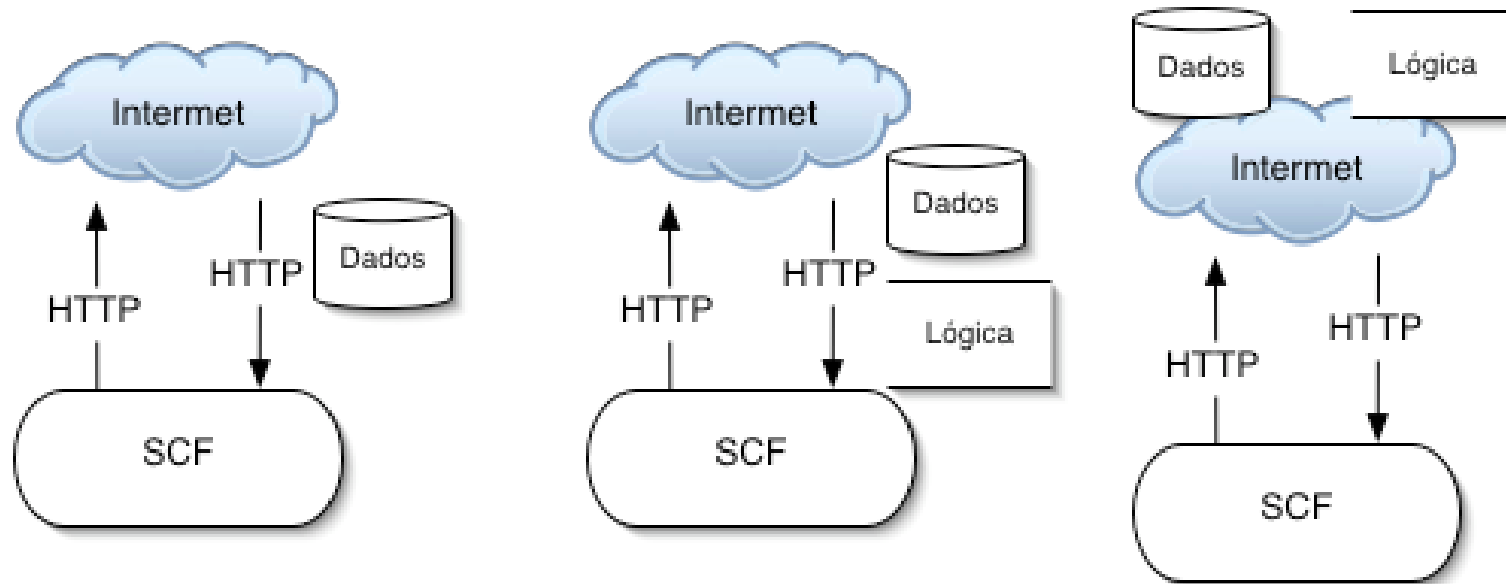 Intermet
HTTP
Dados
HTTP
SCF
Intermet
Dados
HTTP
HTTP
Lógica
SCF
Dados
Lógica
Intermet
HTTP
HTTP
SCF